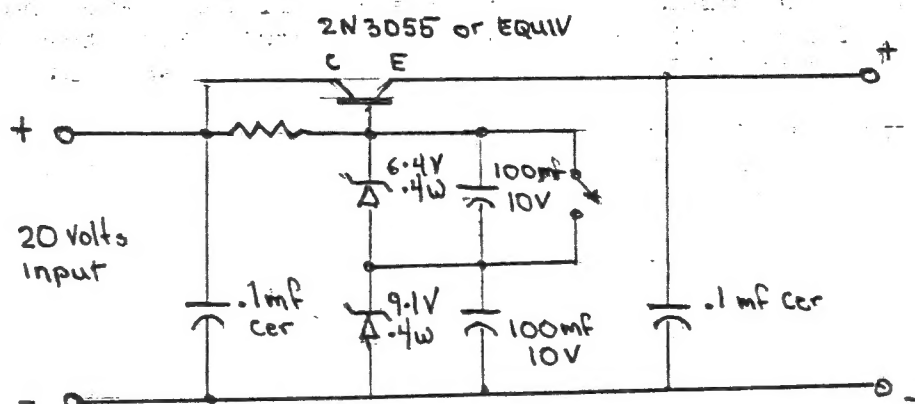 2N3055 or EQUIV
C E
+
+
6.4V
.4w
100mf
10V
20 Volts
input
.1mf
cer
9.1V
.4w
100mf
10V
.1 mf cer
-
-